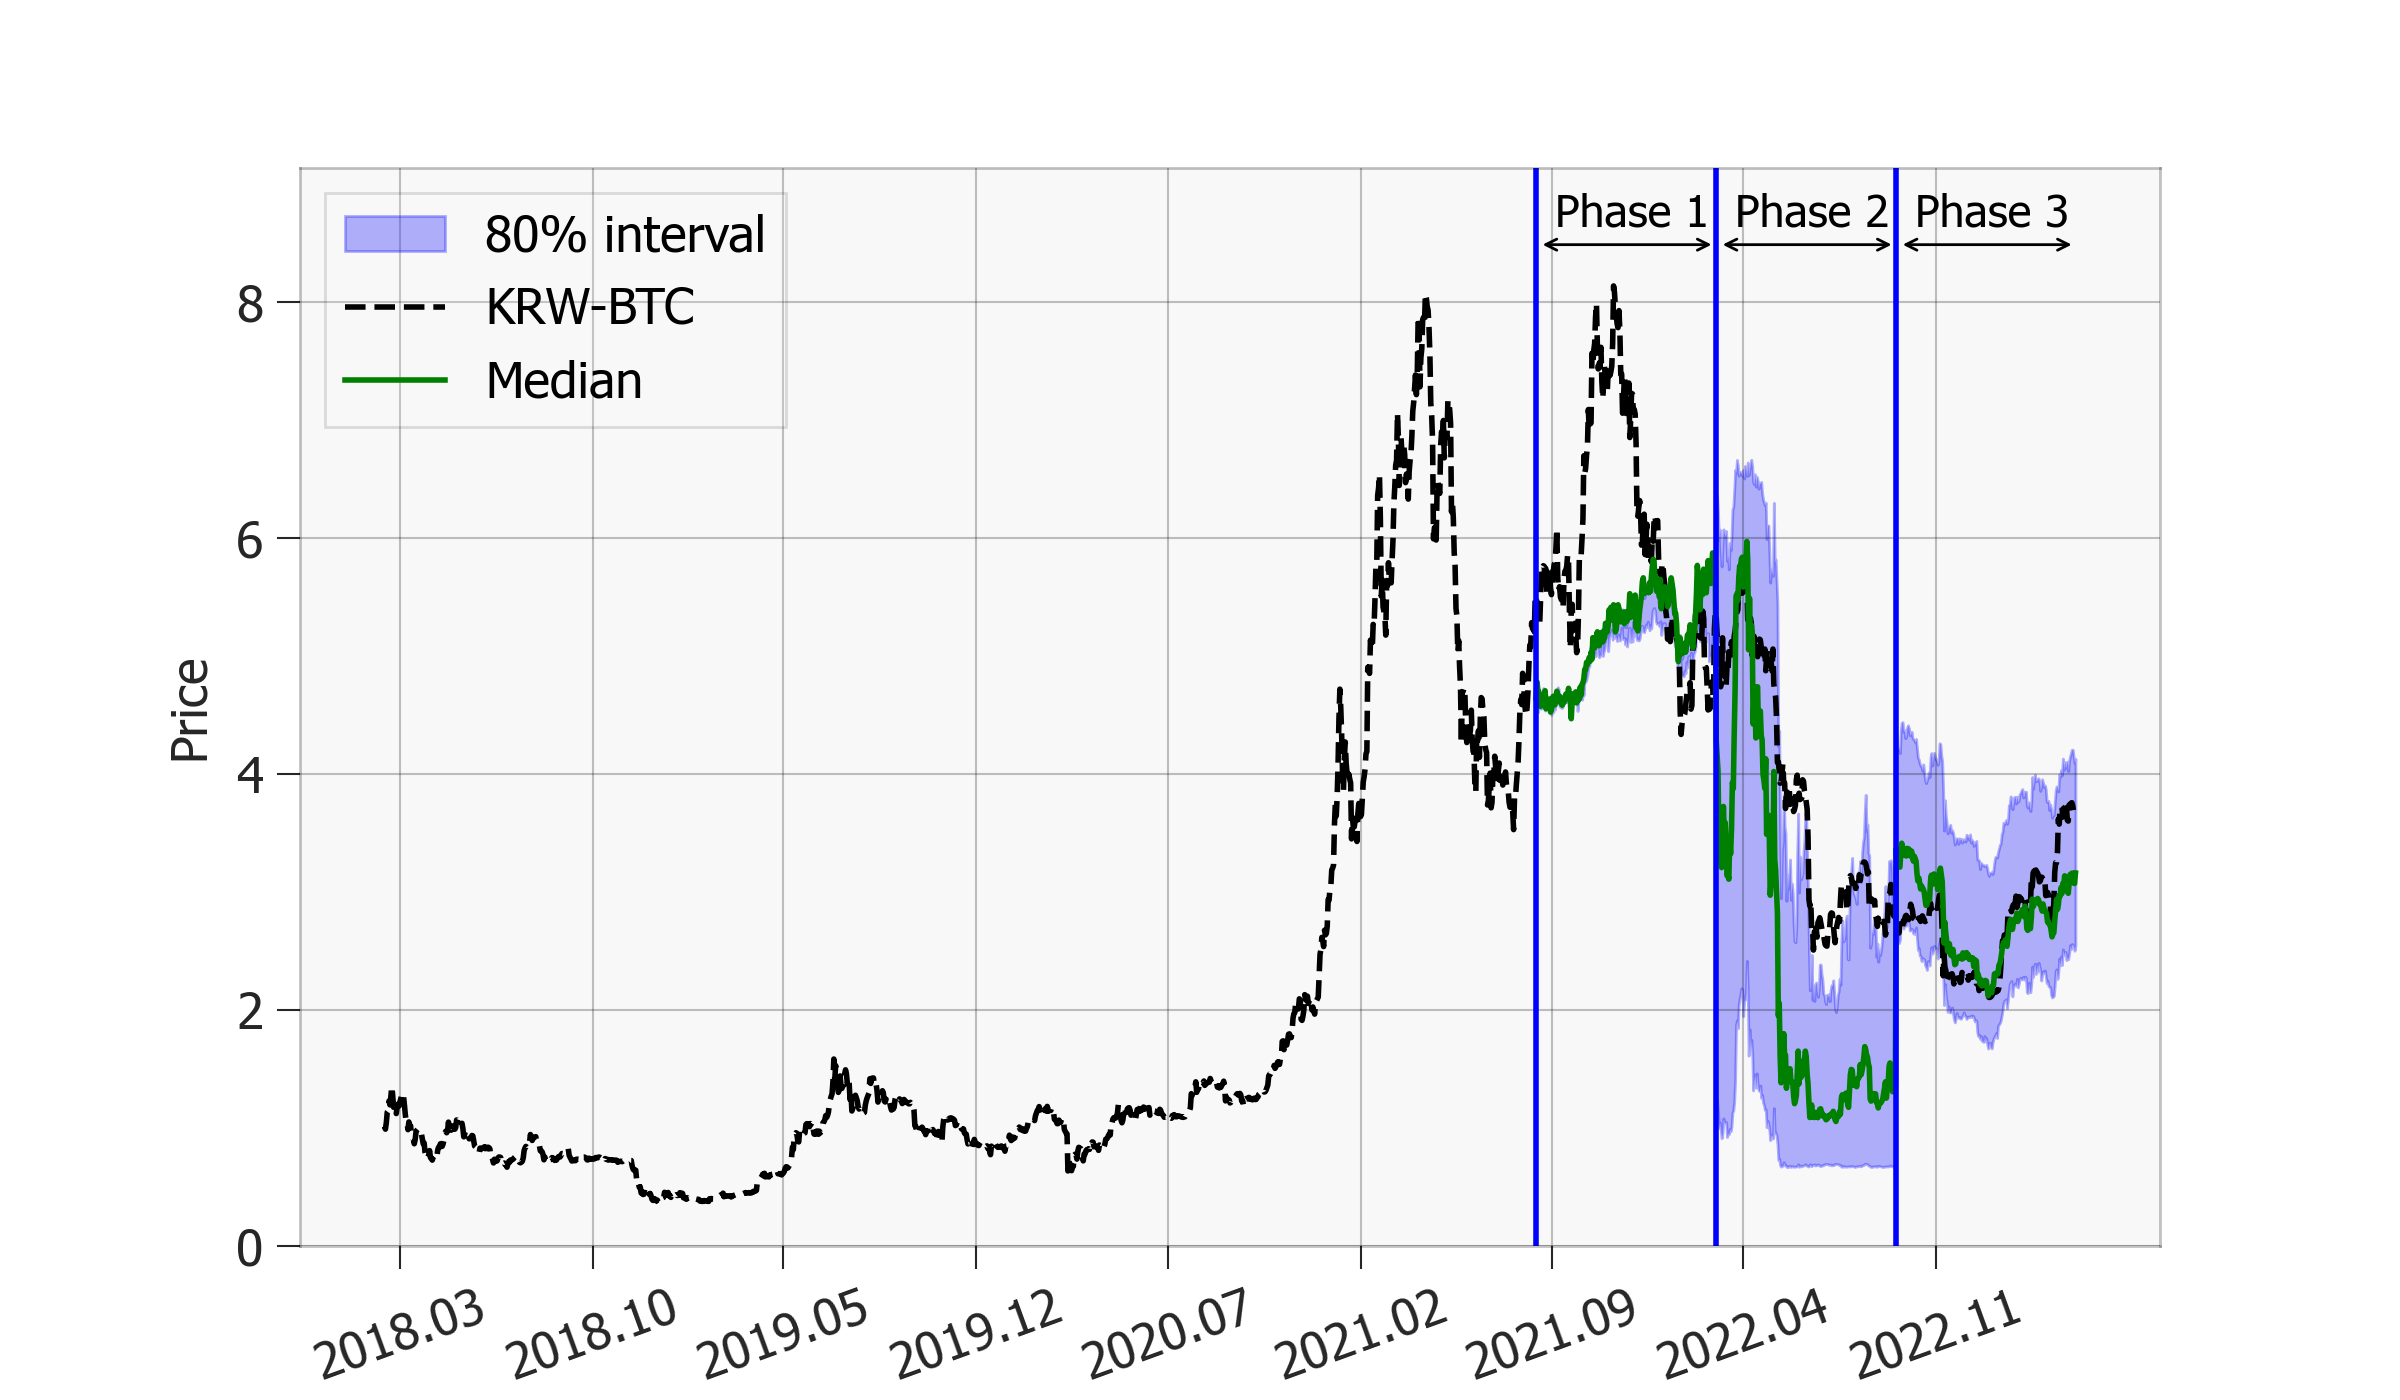 Phase 1
Phase 2
Phase 3
80% interval
KRW-BTC
Median
Price
8
6
4
2
0
2018.03
2018.10
2019.05
2019.12
2020.07
2021.02
2021.09
2022.04
2022.11